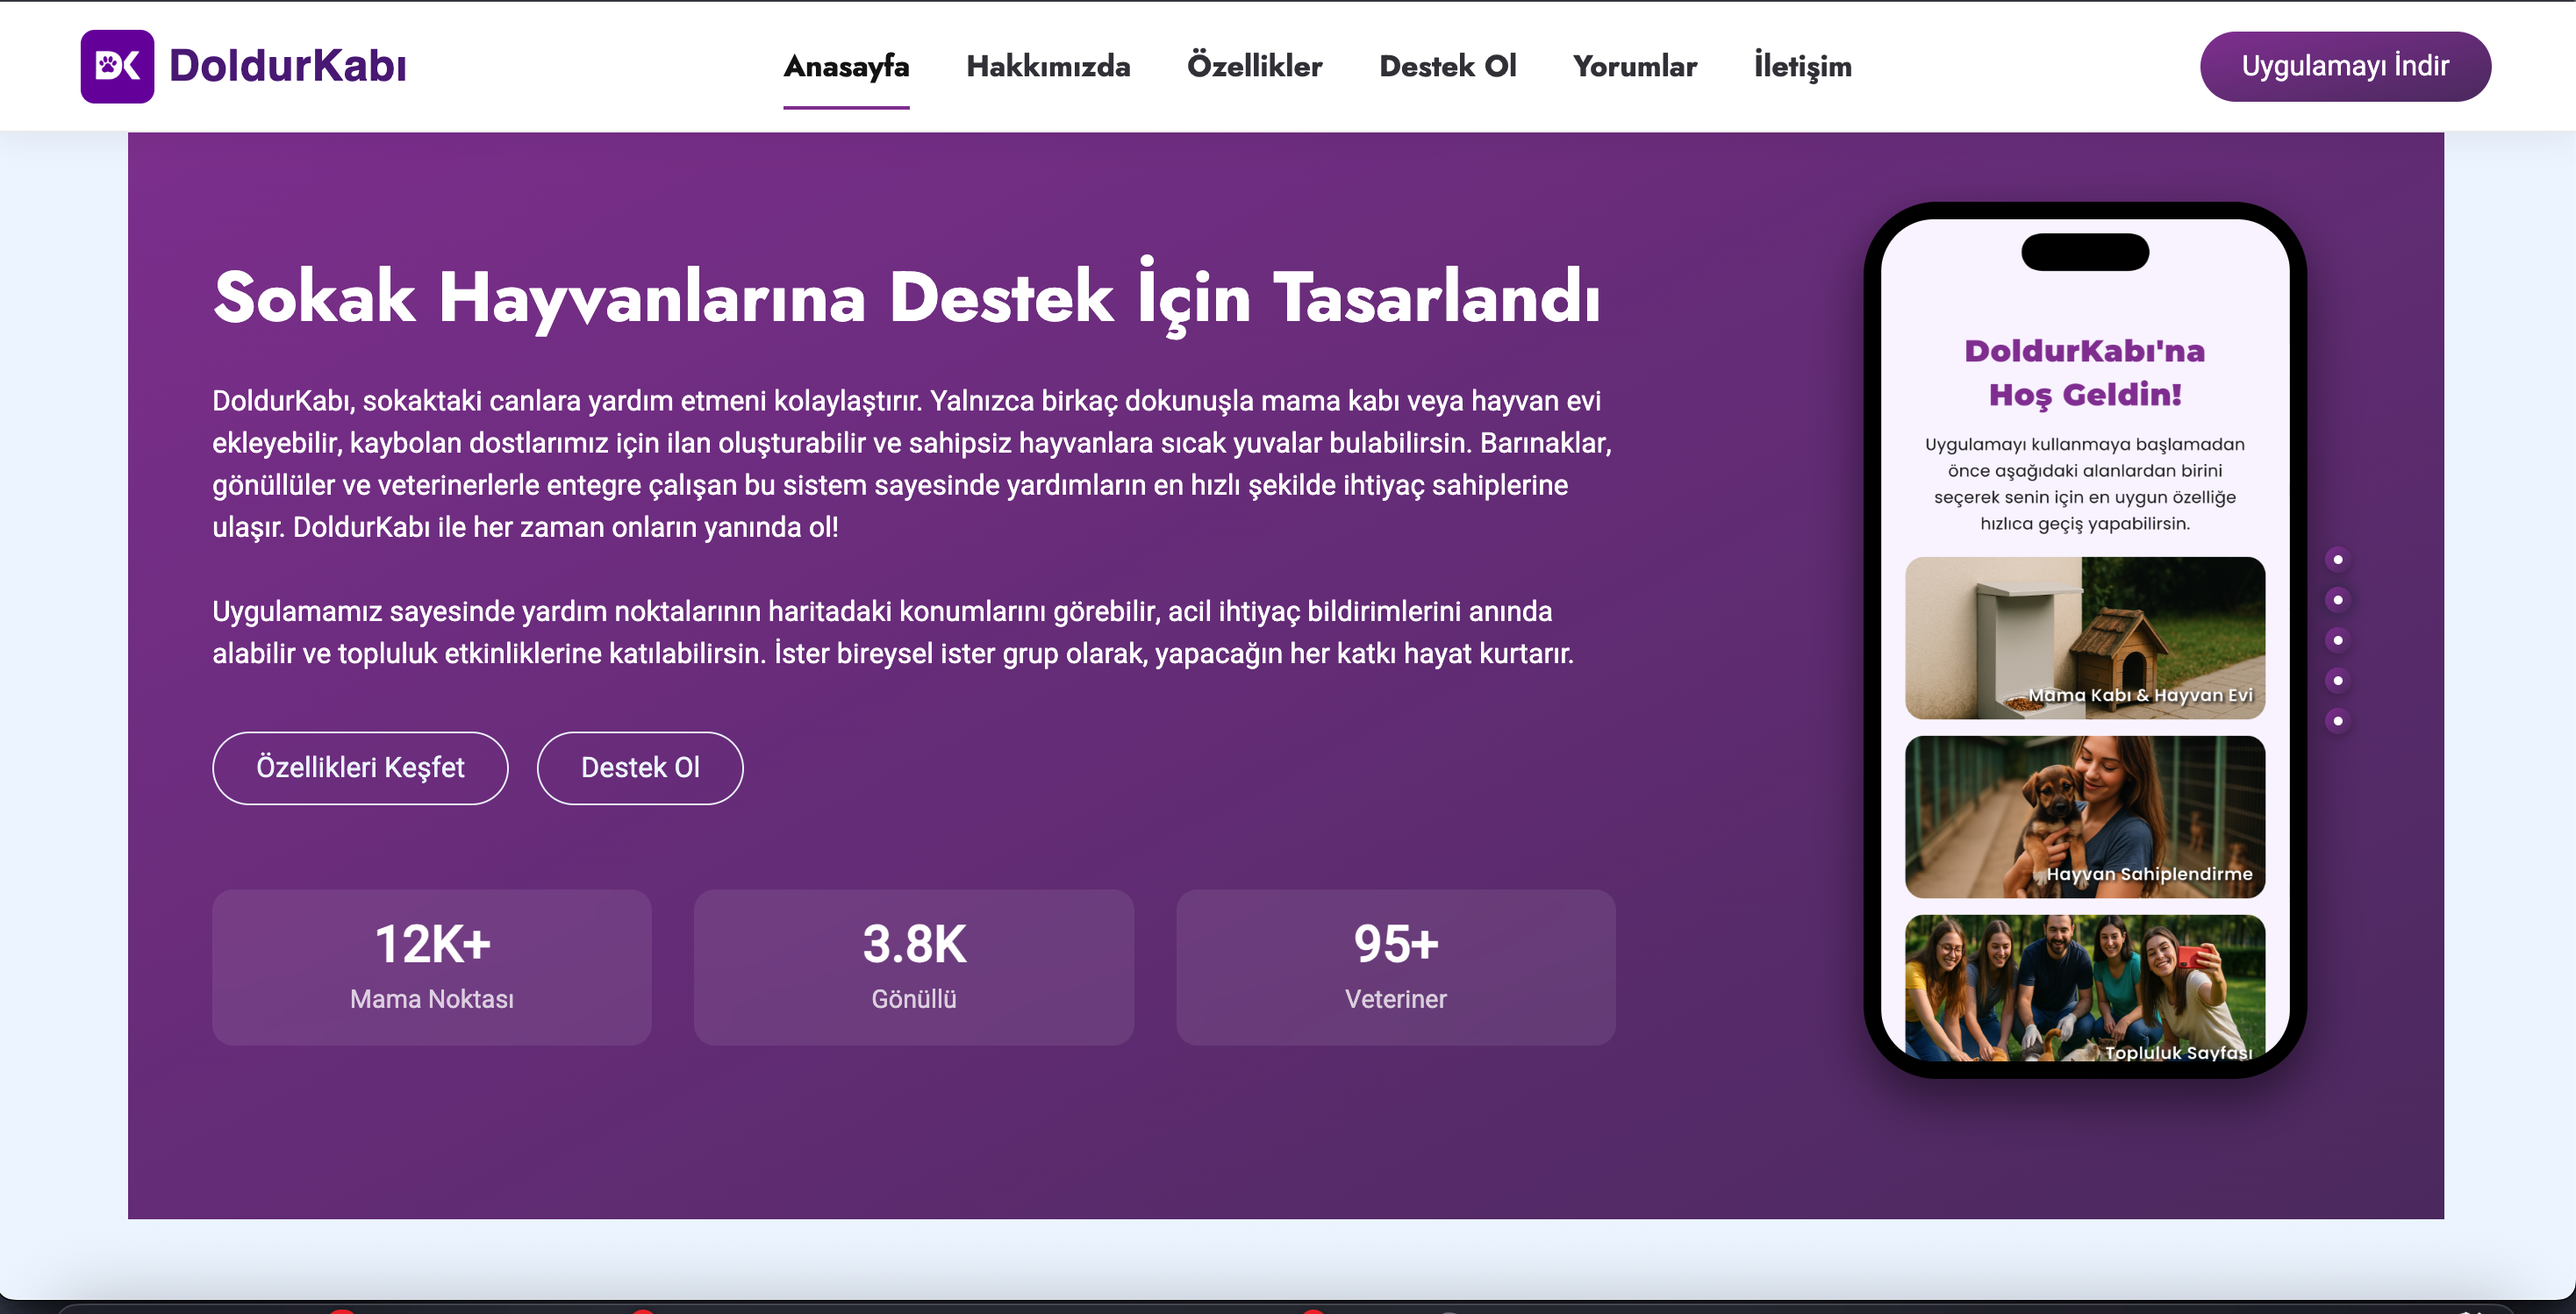 DK DoldurKabı
Anasayfa Hakkımızda Özellikler Destek Ol Yorumlar İletişim
Uygulamayı İndir
Sokak Hayvanlarına Destek İçin Tasarlandı
DoldurKabı, sokaktaki canlara yardım etmeni kolaylaştırır. Yalnızca birkaç dokunuşla mama kabı veya hayvan evi
ekleyebilir, kaybolan dostlarımız için ilan oluşturabilir ve sahipsiz hayvanlara sıcak yuvalar bulabilirsin. Barınaklar,
gönüllüler ve veterinerlerle entegre çalışan bu sistem sayesinde yardımların en hızlı şekilde ihtiyaç sahiplerine
ulaşır. DoldurKabı ile her zaman onların yanında ol!
Uygulamamız sayesinde yardım noktalarının haritadaki konumlarını görebilir, acil ihtiyaç bildirimlerini anında
alabilir ve topluluk etkinliklerine katılabilirsin. İster bireysel ister grup olarak, yapacağın her katkı hayat kurtarır.
Özellikleri Keşfet
Destek Ol
12K+
Mama Noktası
3.8K
Gönüllü
95+
Veteriner
DoldurKabı'na
Hoş Geldin!
Uygulamayı kullanmaya başlamadan
önce aşağıdaki alanlardan birini
seçerek senin için en uygun özelliğe
hızlıca geçiş yapabilirsin.
Mama Kabı & Hayvan Evi
Hayvan Sahiplendirme
Topluluk Sayfası